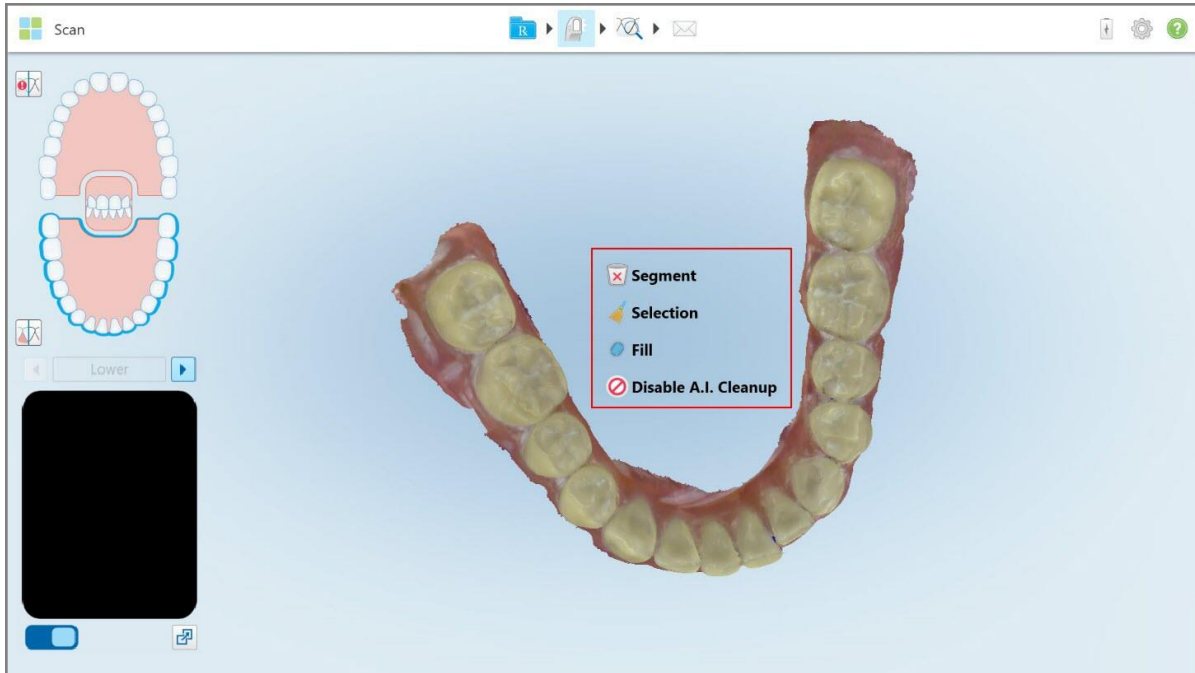 Scan
R
Lower
Segment
Selection
Fill
Disable A.I. Cleanup
?